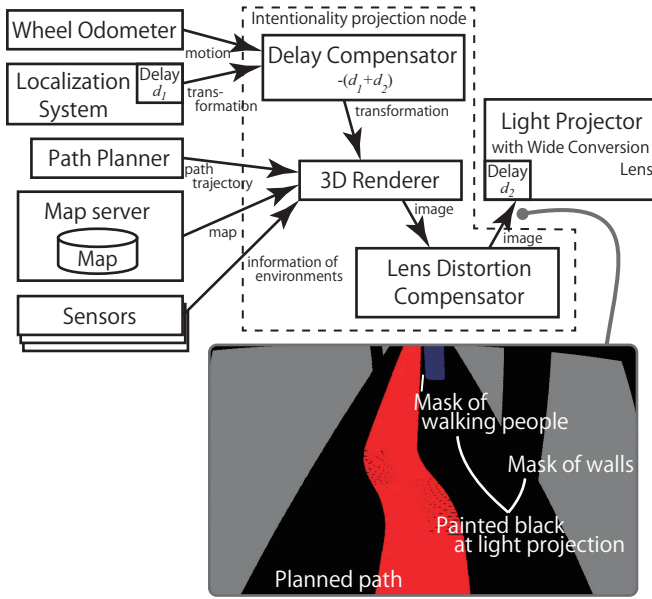 Wheel Odometer
motion
Intentionality projection node
Delay Compensator
-(d1+d2)
Localization
System
Delay
d1
trans-
formation
transformation
Light Projector
with Wide Conversion
Lens
Delay
d2
Path Planner
path
trajectory
3D Renderer
image
image
Map server
Map
map
Lens Distortion
Compensator
information of
environments
Sensors
Mask of
walking people
Mask of walls
Painted black
at light projection
Planned path